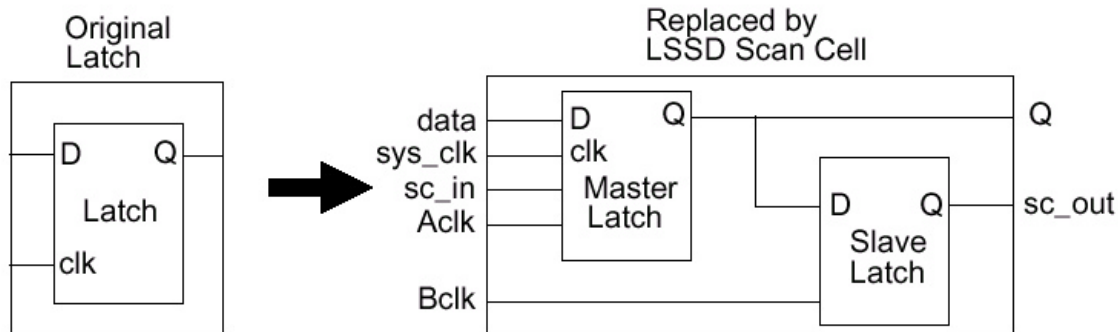 Original
Latch
D Q
Latch
clk
Replaced by
LSSD Scan Cell
data
sys_clk
sc_in
Aclk
Bclk
D Q
clk
Master
Latch
D Q
Slave
Latch
Q
sc_out